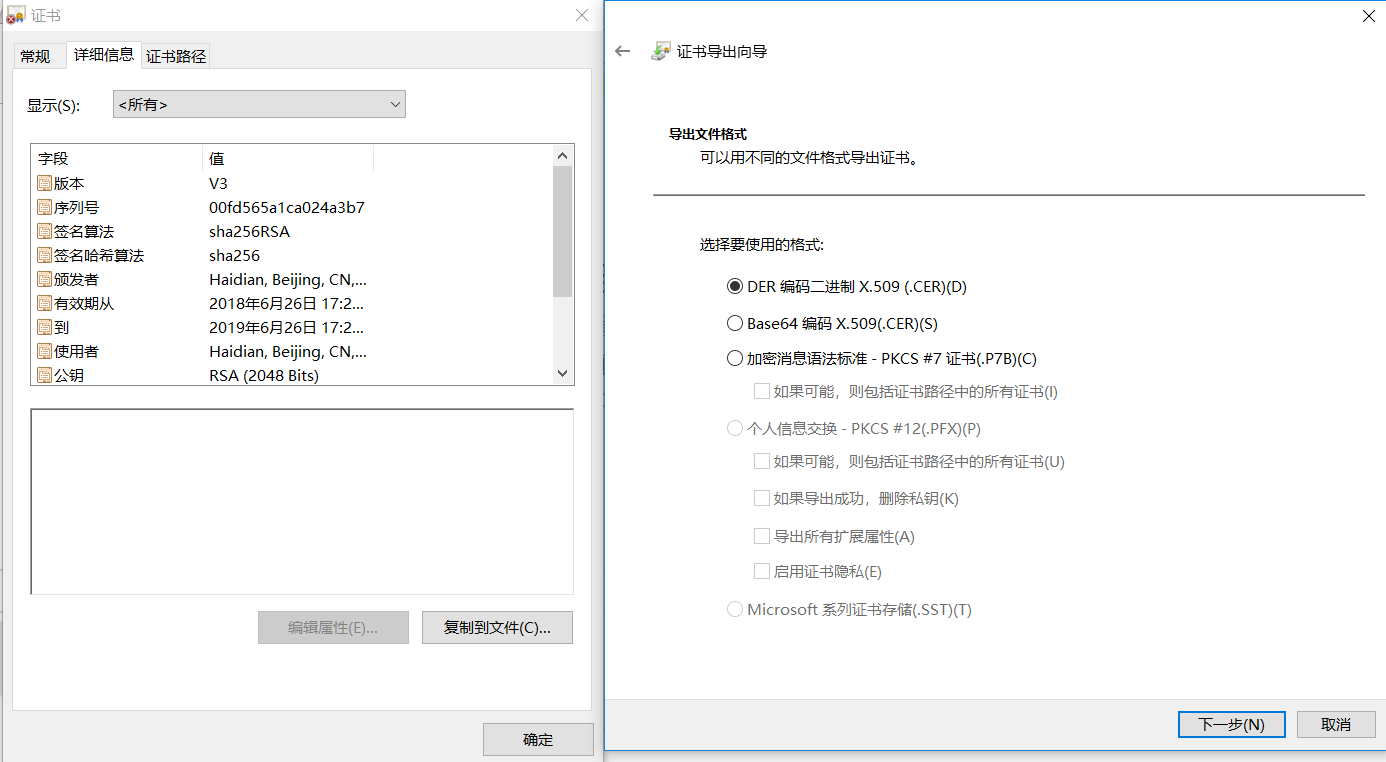 证书
常规
详细信息
证书路径
显示(S):
<所有>
字段 值
版本 V3
序列号 00fd565a1ca024a3b7
签名算法 sha256RSA
签名哈希算法 sha256
颁发者 Haidian, Beijing, CN,...
有效期从 2018年6月26日 17:2...
到 2019年6月26日 17:2...
使用者 Haidian, Beijing, CN,...
公钥 RSA (2048 Bits)
编辑属性(E)...
复制到文件(C)...
确定
证书导出向导
导出文件格式
可以用不同的文件格式导出证书。
选择要使用的格式:
DER 编码二进制 X.509 (.CER)(D)
Base64 编码 X.509(.CER)(S)
加密消息语法标准 - PKCS #7 证书(.P7B)(C)
如果可能，则包括证书路径中的所有证书(I)
个人信息交换 - PKCS #12(.PFX)(P)
如果可能，则包括证书路径中的所有证书(U)
如果导出成功，删除私钥(K)
导出所有扩展属性(A)
启用证书隐私(E)
Microsoft 系列证书存储(.SST)(T)
下一步(N)
取消